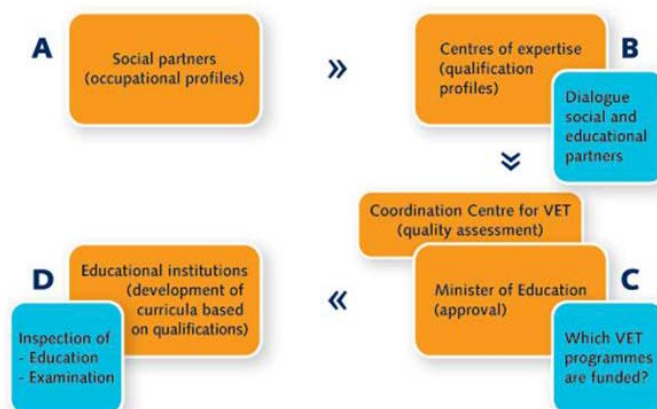 A
Social partners
(occupational profiles)
»
Centres of expertise
(qualification
profiles)
B
Dialogue
social and
educational
partners
Coordination Centre for VET
(quality assessment)
Minister of Education
(approval)
C
Which VET
programmes
are funded?
«
D
Educational institutions
(development of
curricula based
on qualifications)
Inspection of
- Education
- Examination